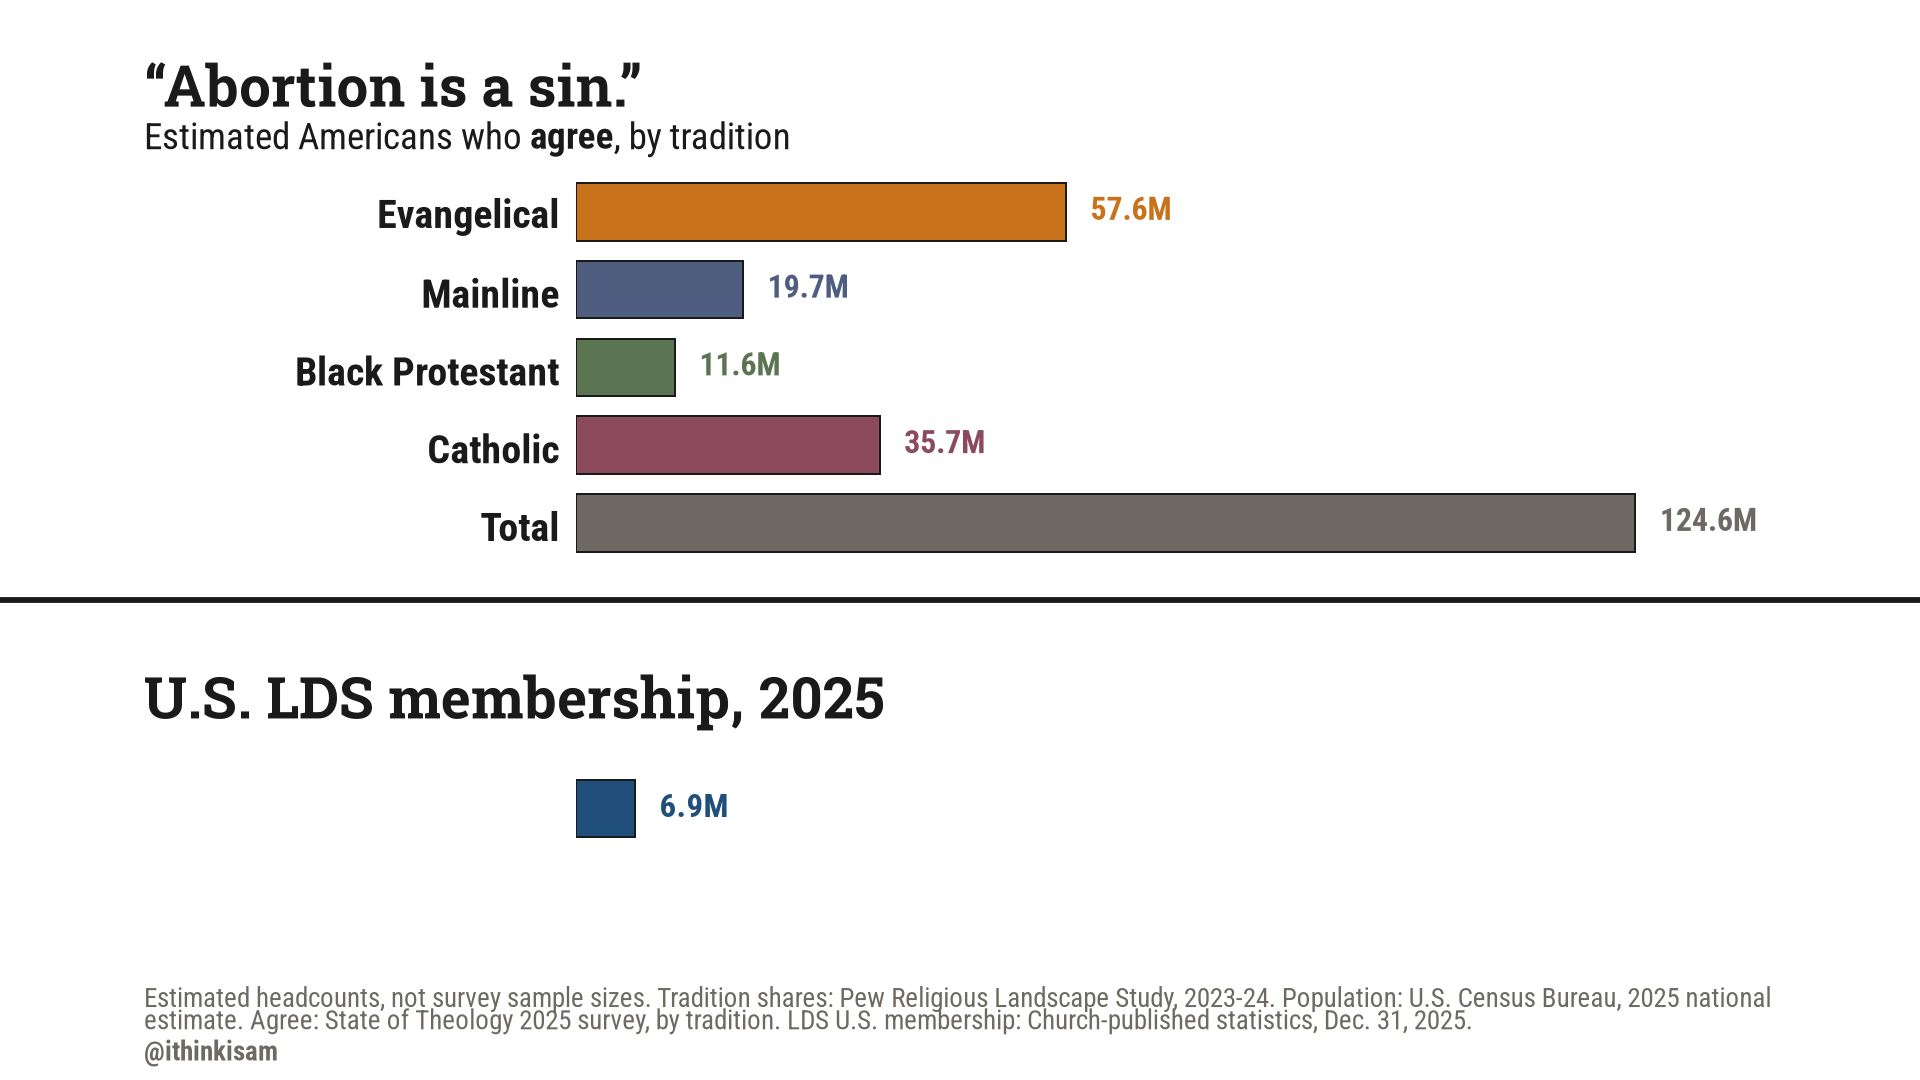 “Abortion is a sin.”
Estimated Americans who agree, by tradition
Evangelical 57.6M
Mainline 19.7M
Black Protestant 11.6M
Catholic 35.7M
Total 124.6M
U.S. LDS membership, 2025
6.9M
Estimated headcounts, not survey sample sizes. Tradition shares: Pew Religious Landscape Study, 2023-24. Population: U.S. Census Bureau, 2025 national
estimate. Agree: State of Theology 2025 survey, by tradition. LDS U.S. membership: Church-published statistics, Dec. 31, 2025.
@ithinkisam